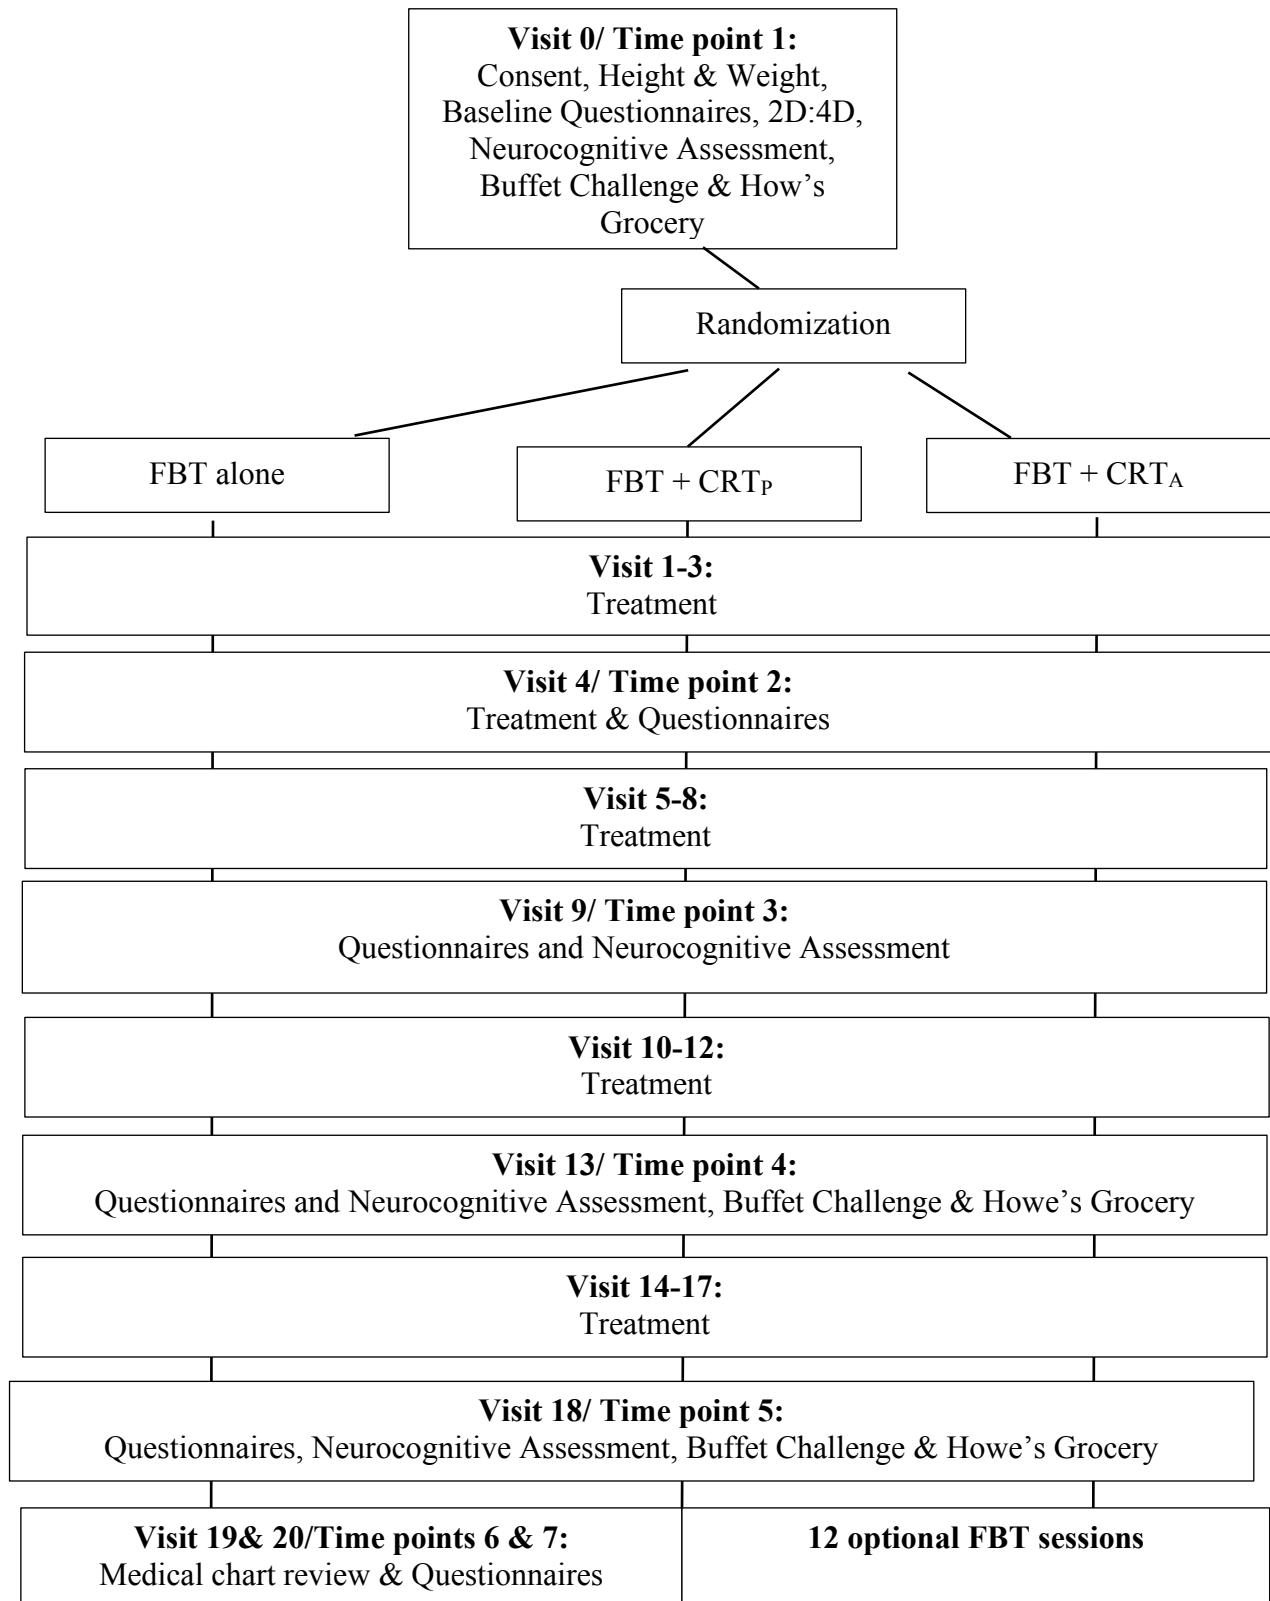 Visit 0/ Time point 1:
Consent, Height & Weight,
Baseline Questionnaires, 2D:4D,
Neurocognitive Assessment,
Buffet Challenge & How's
Grocery
Randomization
FBT alone
FBT + CRTP
FBT + CRTA
Visit 1-3:
Treatment
Visit 4/ Time point 2:
Treatment & Questionnaires
Visit 5-8:
Treatment
Visit 9/ Time point 3:
Questionnaires and Neurocognitive Assessment
Visit 10-12:
Treatment
Visit 13/ Time point 4:
Questionnaires and Neurocognitive Assessment, Buffet Challenge & Howe's Grocery
Visit 14-17:
Treatment
Visit 18/ Time point 5:
Questionnaires, Neurocognitive Assessment, Buffet Challenge & Howe's Grocery
Visit 19& 20/Time points 6 & 7:
Medical chart review & Questionnaires
12 optional FBT sessions